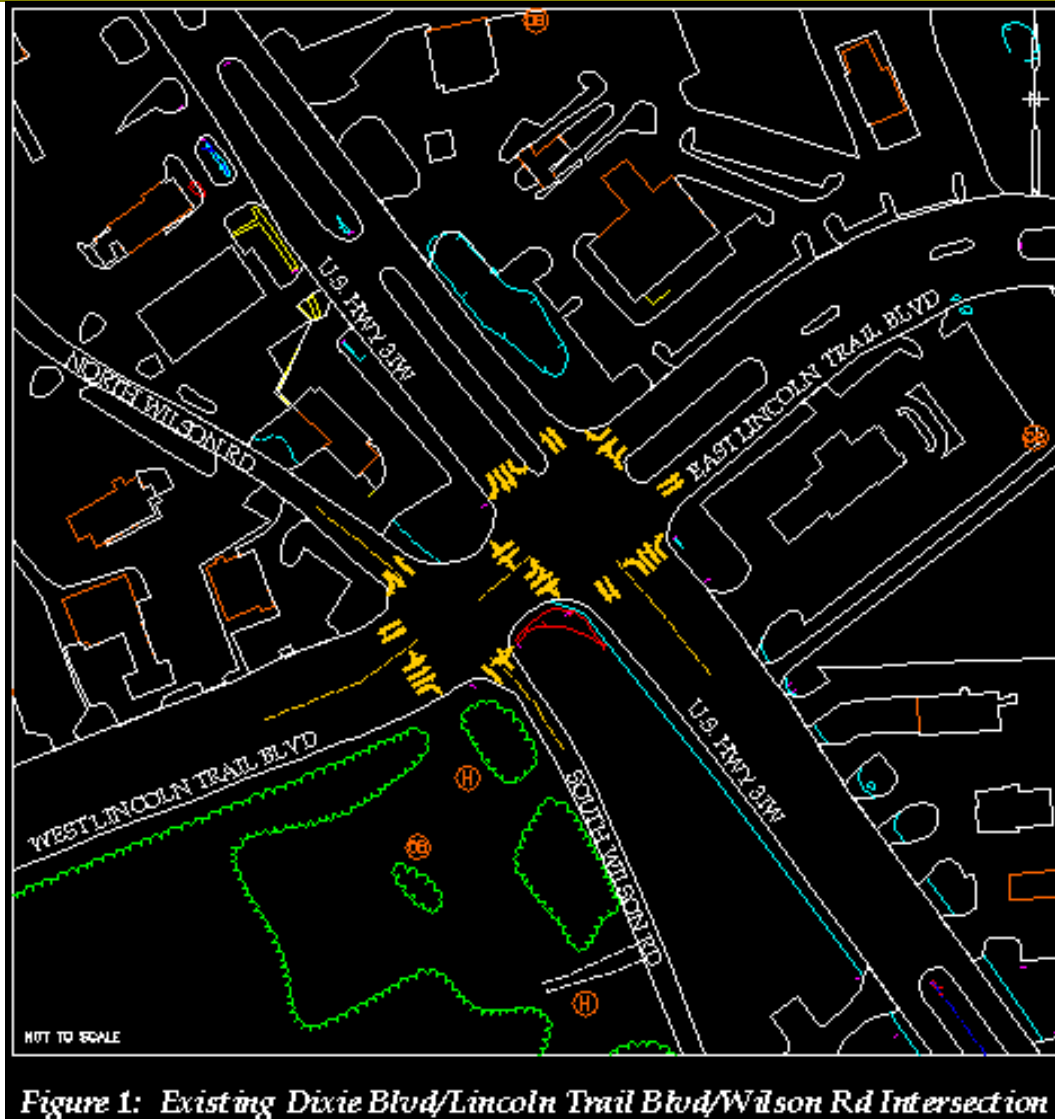 U.S. HWY 31W
NORTH WILSON RD
EAST LINCOLN TRAIL BLVD
U.S. HWY 31W
WEST LINCOLN TRAIL BLVD
H
SOUTH WILSON RD
H
NOT TO SCALE
Figure 1: Existing Dixie Blvd/Lincoln Trail Blvd/Wilson Rd Intersection